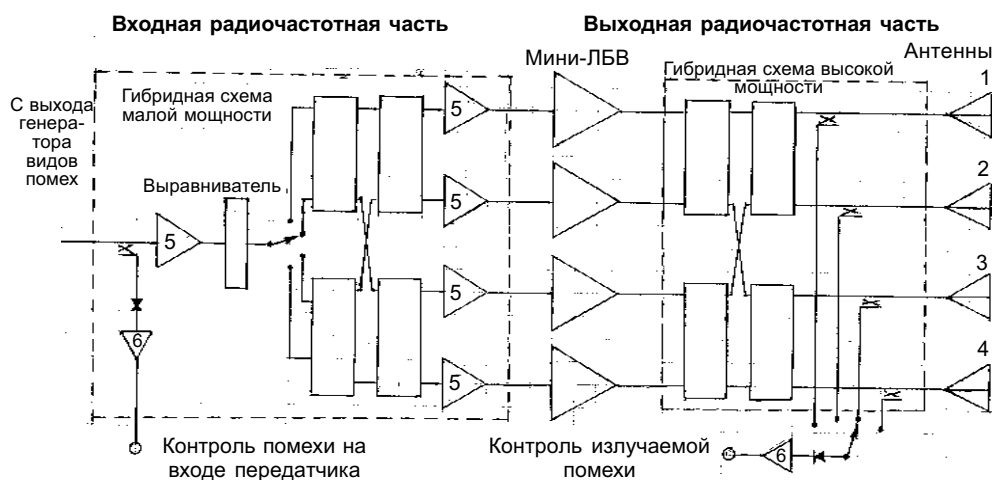 Входная радиочастотная часть
Выходная радиочастотная часть
Мини-ЛБВ
Антенны
С выхода
генера-
тора
видов
помех
Гибридная схема
малой мощности
Гибридная схема высокой
мощности
Выравниватель
5
5
5
5
5
6
1
2
3
4
Контроль помехи на
входе передатчика
Контроль излучаемой
помехи
6